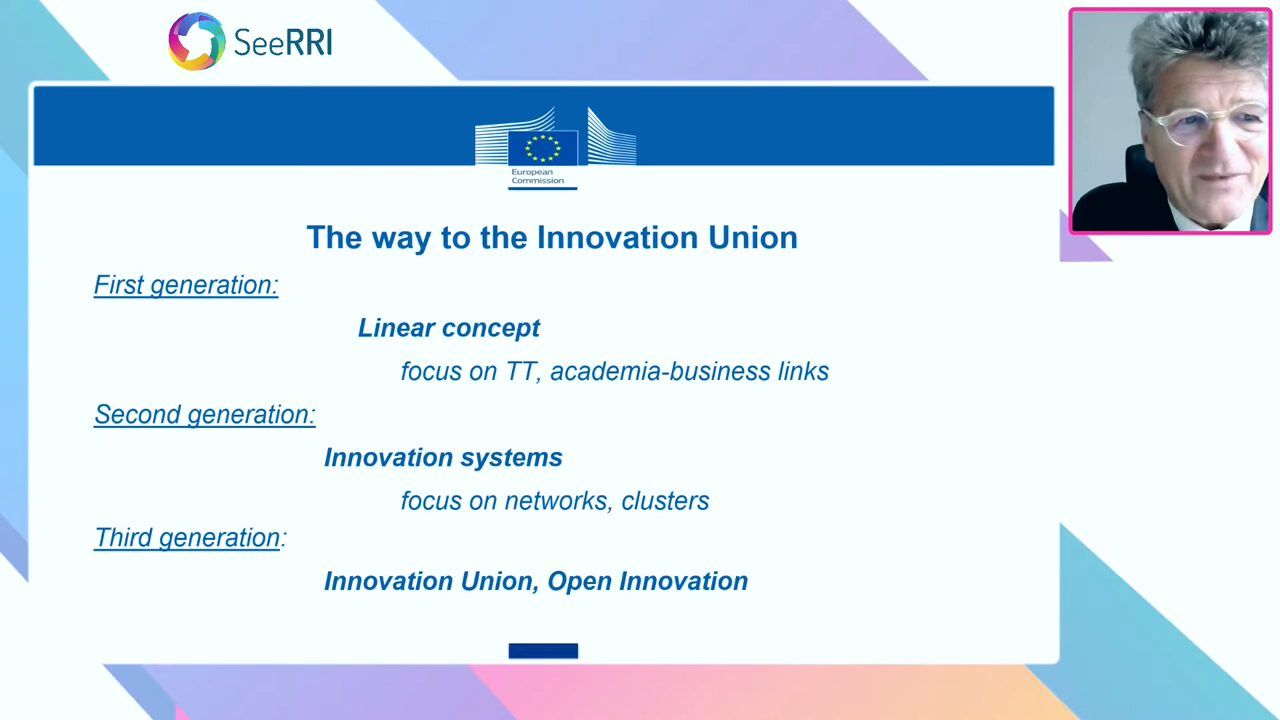 SeeRRI
European
Commission
The way to the Innovation Union
First generation:
Linear concept
focus on TT, academia-business links
Second generation:
Innovation systems
focus on networks, clusters
Third generation:
Innovation Union, Open Innovation